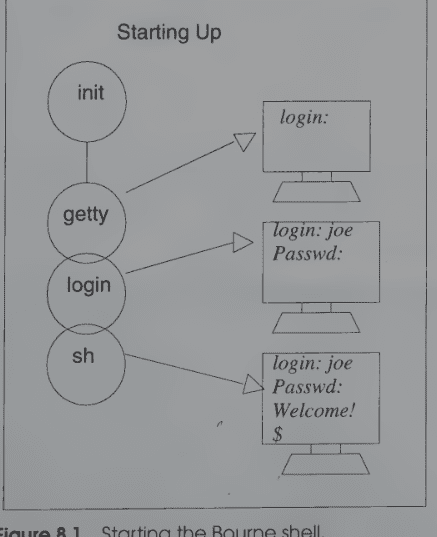 Starting Up
init
login:
getty
login: joe
Passwd:
login
sh
login: joe
Passwd:
Welcome!
$
Figure 8.1 Starting the Bourne shell.